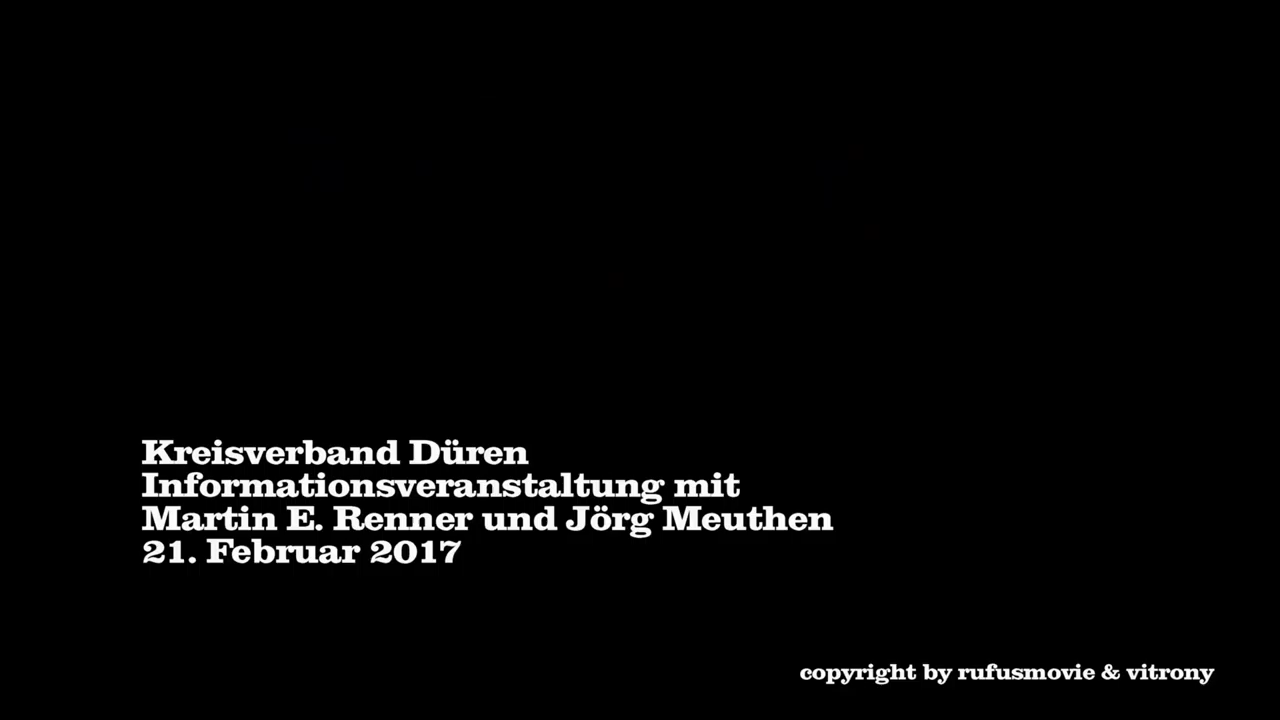 Kreisverband Düren
Informationsveranstaltung mit
Martin E. Renner und Jörg Meuthen
21. Februar 2017
copyright by rufusmovie & vitrony